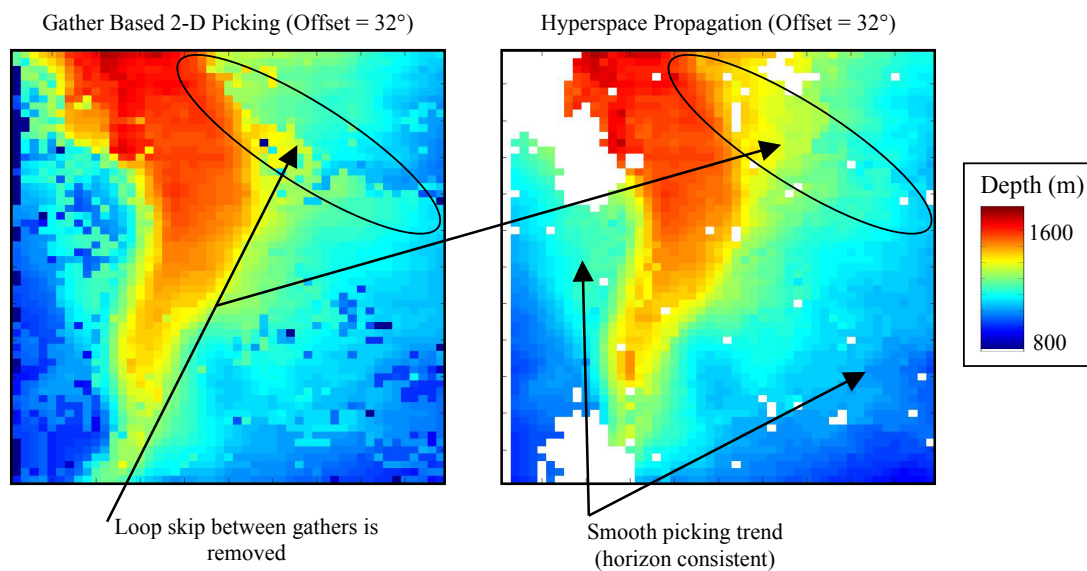 Gather Based 2-D Picking (Offset = 32°)
Hyperspace Propagation (Offset = 32°)
Depth (m)
1600
800
Loop skip between gathers is
removed
Smooth picking trend
(horizon consistent)